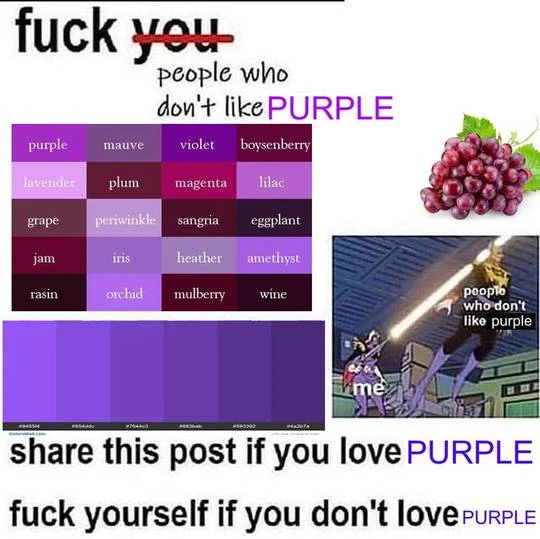 fuck you
people who
don't like PURPLE
purple mauve violet boysenberry
lavender plum magenta lilac
grape periwinkle sangria eggplant
jam iris heather amethyst
rasin orchid mulberry wine
people
who don't
like purple
me
share this post if you love PURPLE
fuck yourself if you don't love PURPLE